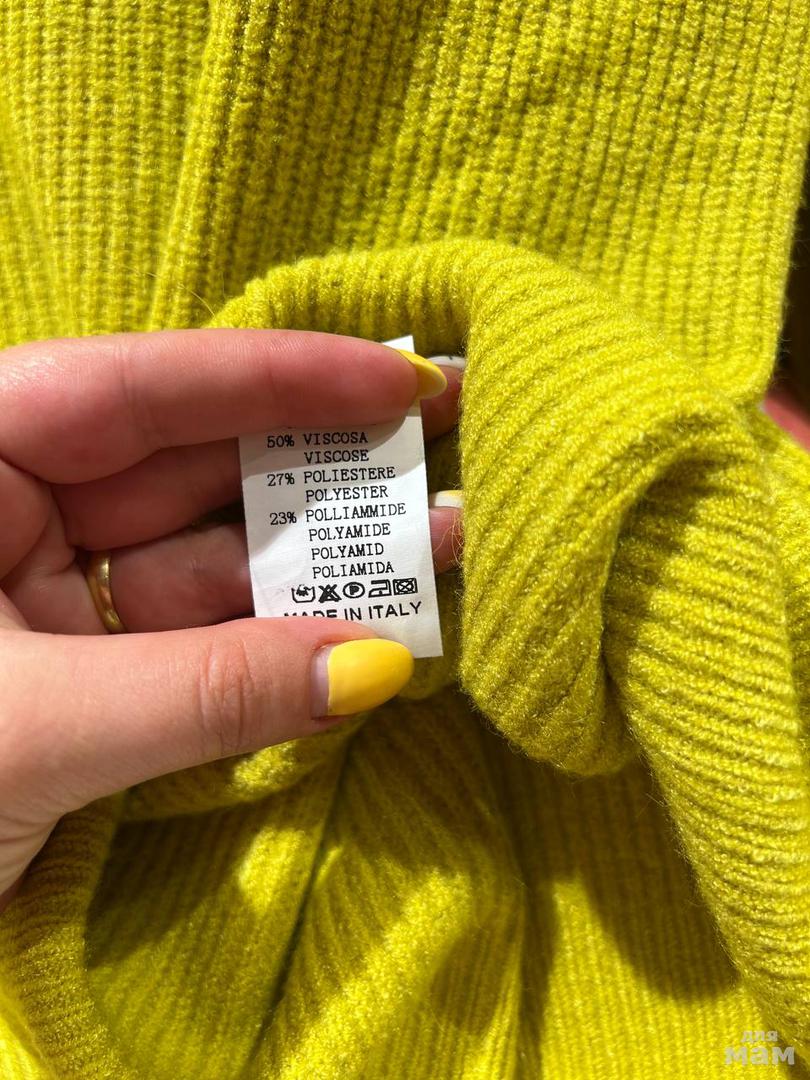 50% VISCOSA
VISCOSE
27% POLIESTERE
POLYESTER
23% POLLIAMMIDE
POLYAMIDE
POLYAMID
POLIAMIDA
MADE IN ITALY
для
мам